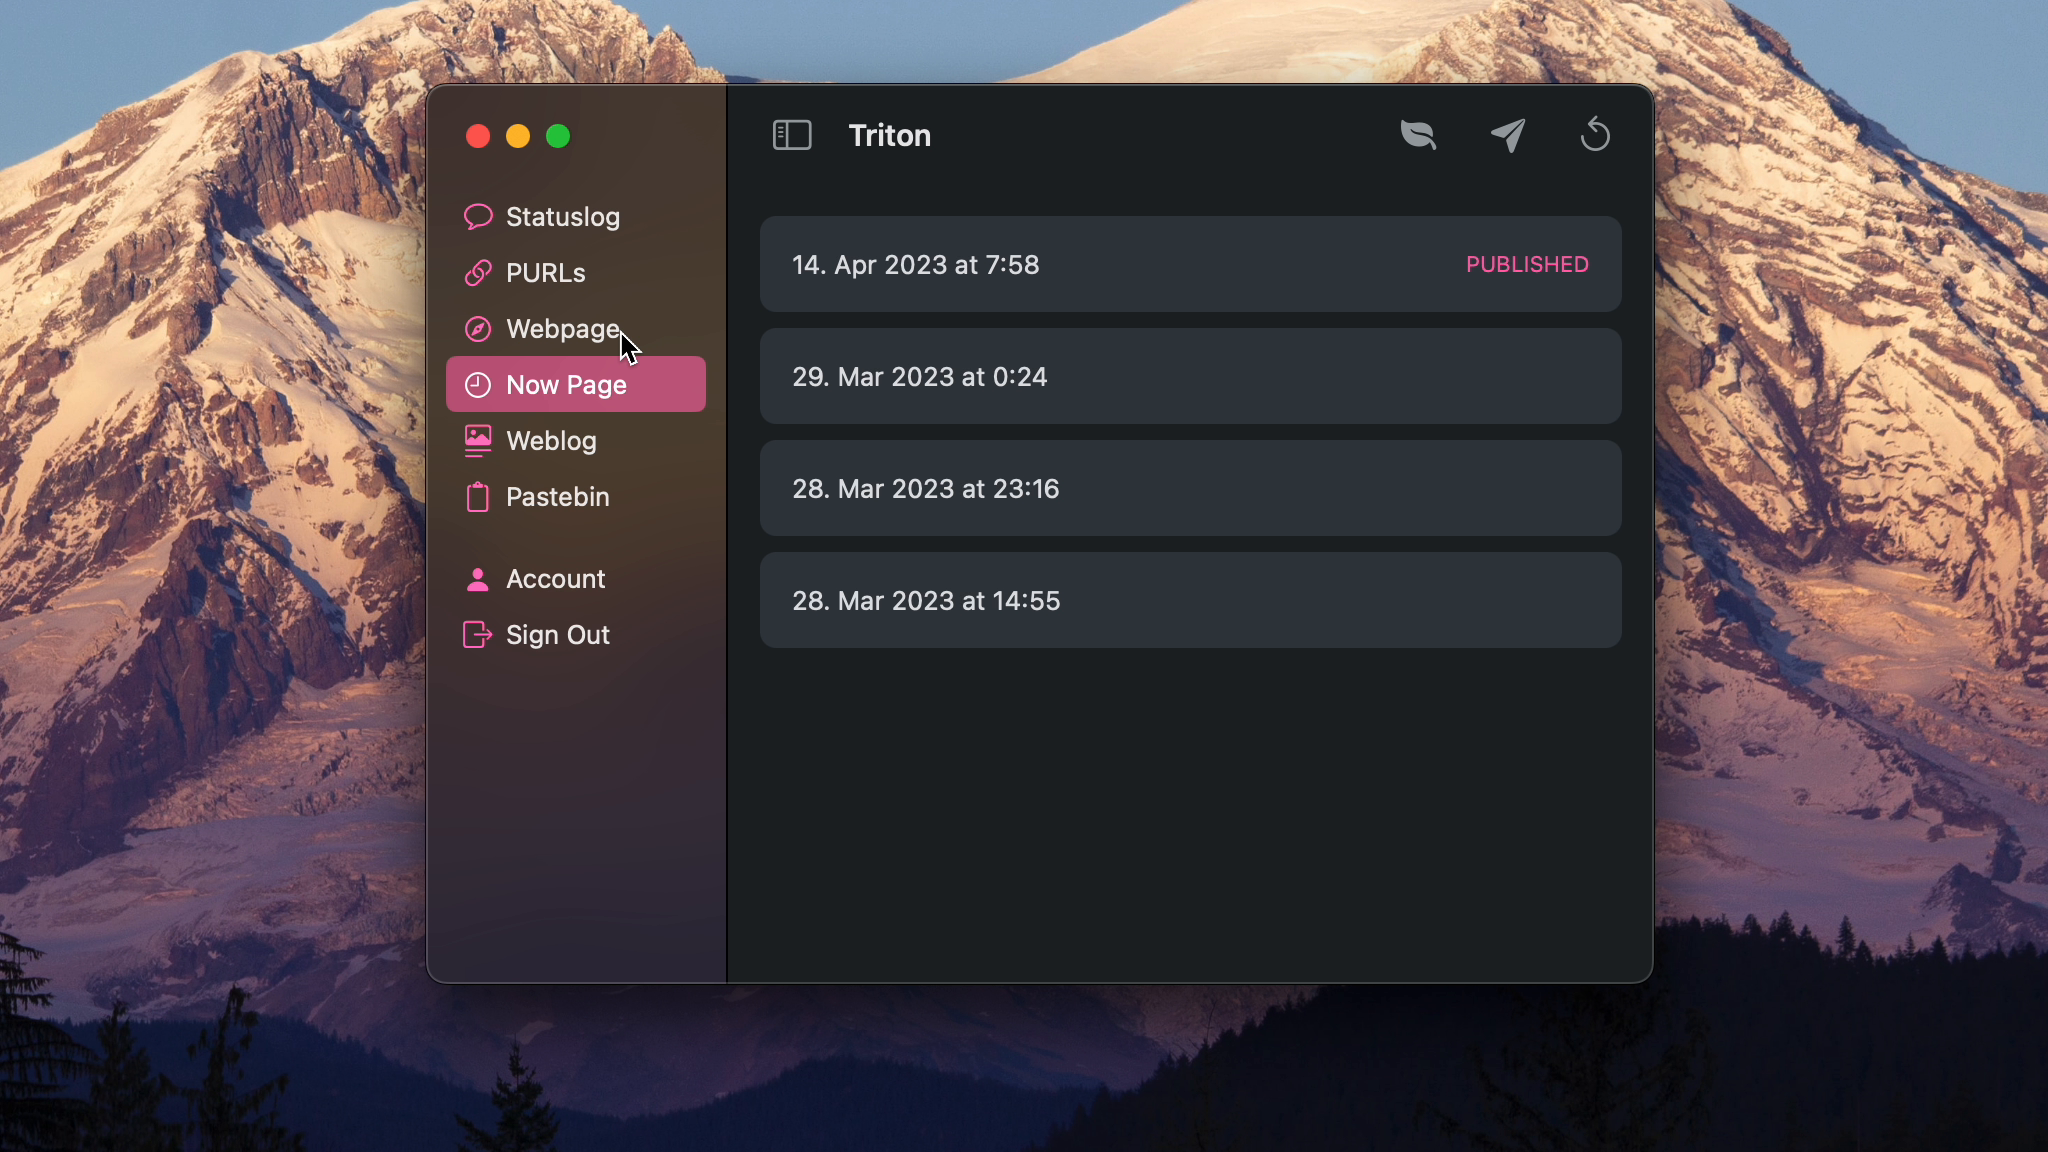 Triton
Statuslog
PURLs
Webpage
Now Page
Weblog
Pastebin
Account
Sign Out
14. Apr 2023 at 7:58 PUBLISHED
29. Mar 2023 at 0:24
28. Mar 2023 at 23:16
28. Mar 2023 at 14:55